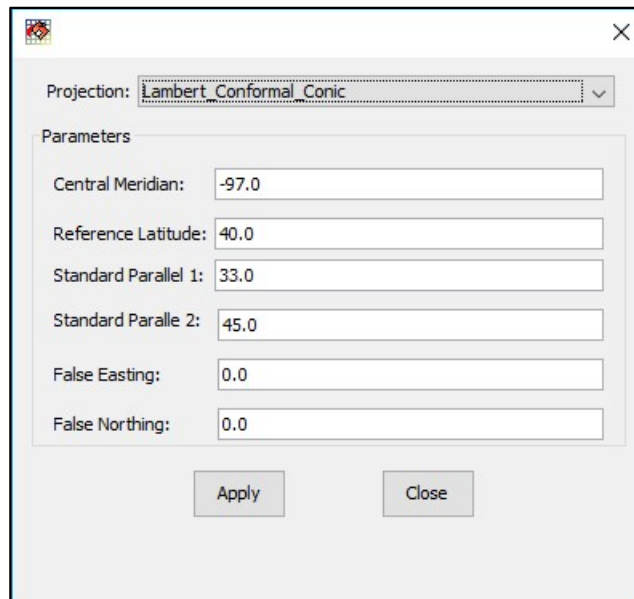 Projection: Lambert_Conformal_Conic
Parameters
Central Meridian: -97.0
Reference Latitude: 40.0
Standard Parallel 1: 33.0
Standard Paralle 2: 45.0
False Easting: 0.0
False Northing: 0.0
Apply Close